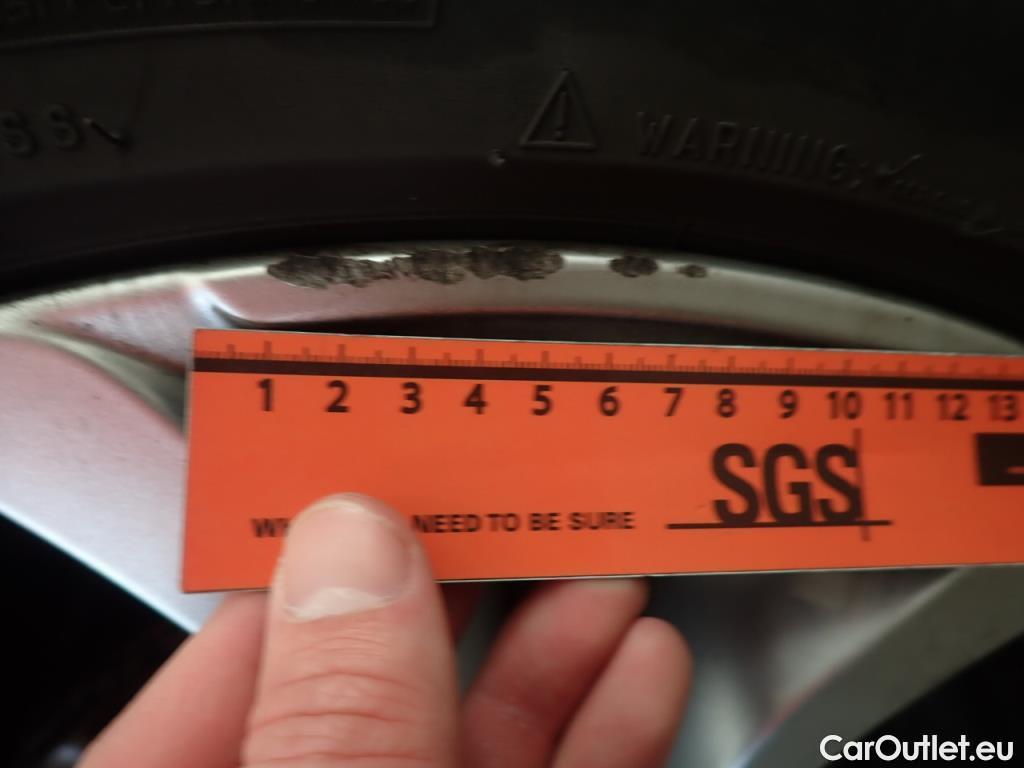 SS
WARNING:
1 2 3 4 5 6 7 8 9 10 11 12 13
SGS
NEED TO BE SURE
CarOutlet.eu